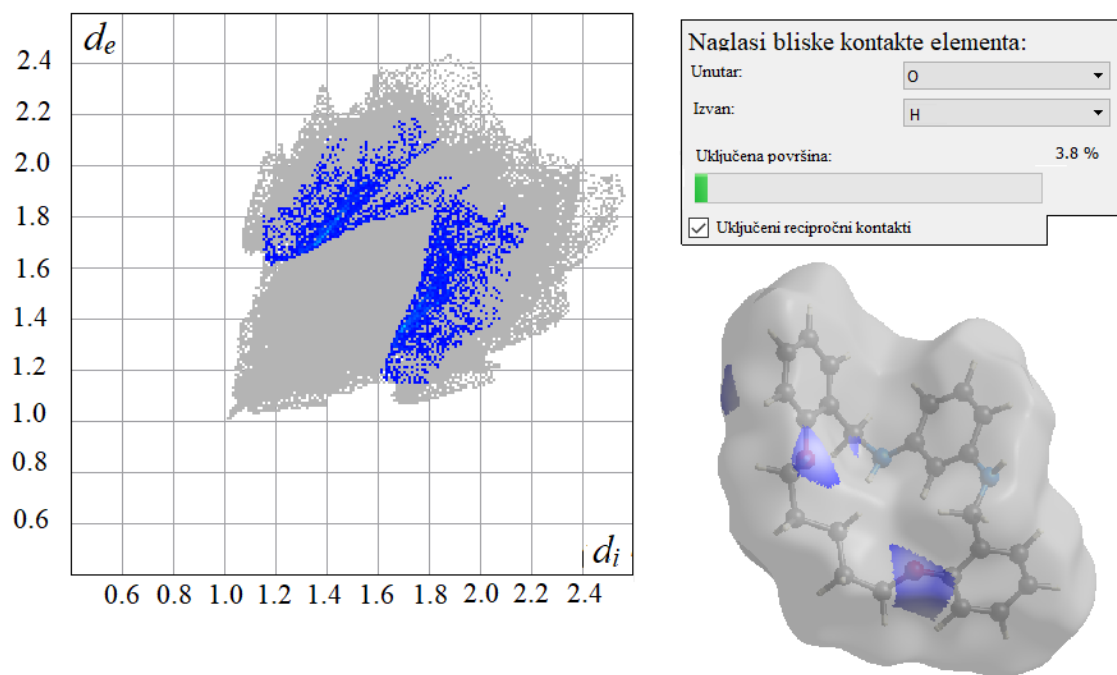 d_e
2.4
2.2
2.0
1.8
1.6
1.4
1.2
1.0
0.8
0.6
d_i
0.6 0.8 1.0 1.2 1.4 1.6 1.8 2.0 2.2 2.4
Naglasi bliske kontakte elementa:
Unutar: O
Izvan: H
Uključena površina: 3.8 %
Uključeni recipročni kontakti